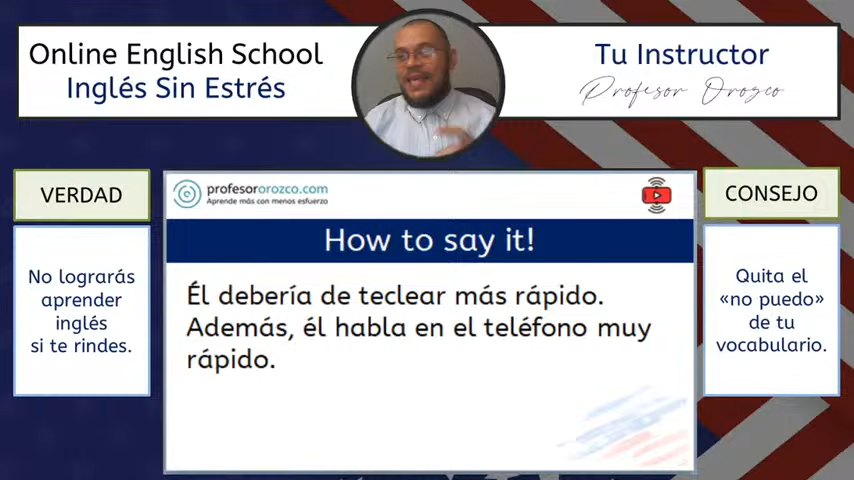 Online English School
Inglés Sin Estrés
Tu Instructor
Profesor Orozco
VERDAD
No lograrás
aprender
inglés
si te rindes.
profesororozco.com
Aprende más con menos esfuerzo
How to say it!
Él debería de teclear más rápido.
Además, él habla en el teléfono muy
rápido.
CONSEJO
Quita el
«no puedo»
de tu
vocabulario.